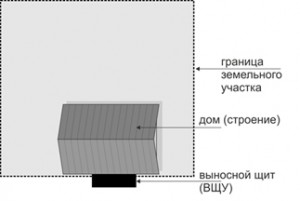 граница
земельного
участка
дом (строение)
выносной щит
(ВЩУ)